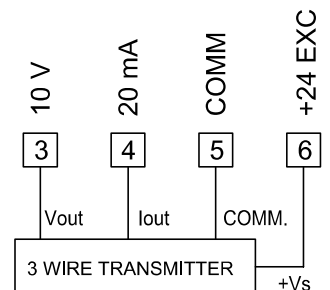 10 V
20 mA
COMM
+24 EXC
3
4
5
6
Vout
Iout
COMM.
3 WIRE TRANSMITTER
+Vs